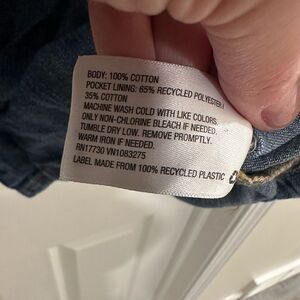 BODY: 100% COTTON
POCKET LINING: 65% RECYCLED POLYESTER /
35% COTTON
MACHINE WASH COLD WITH LIKE COLORS.
ONLY NON-CHLORINE BLEACH IF NEEDED.
TUMBLE DRY LOW. REMOVE PROMPTLY.
WARM IRON IF NEEDED.
RN17730 VN1083275
LABEL MADE FROM 100% RECYCLED PLASTIC